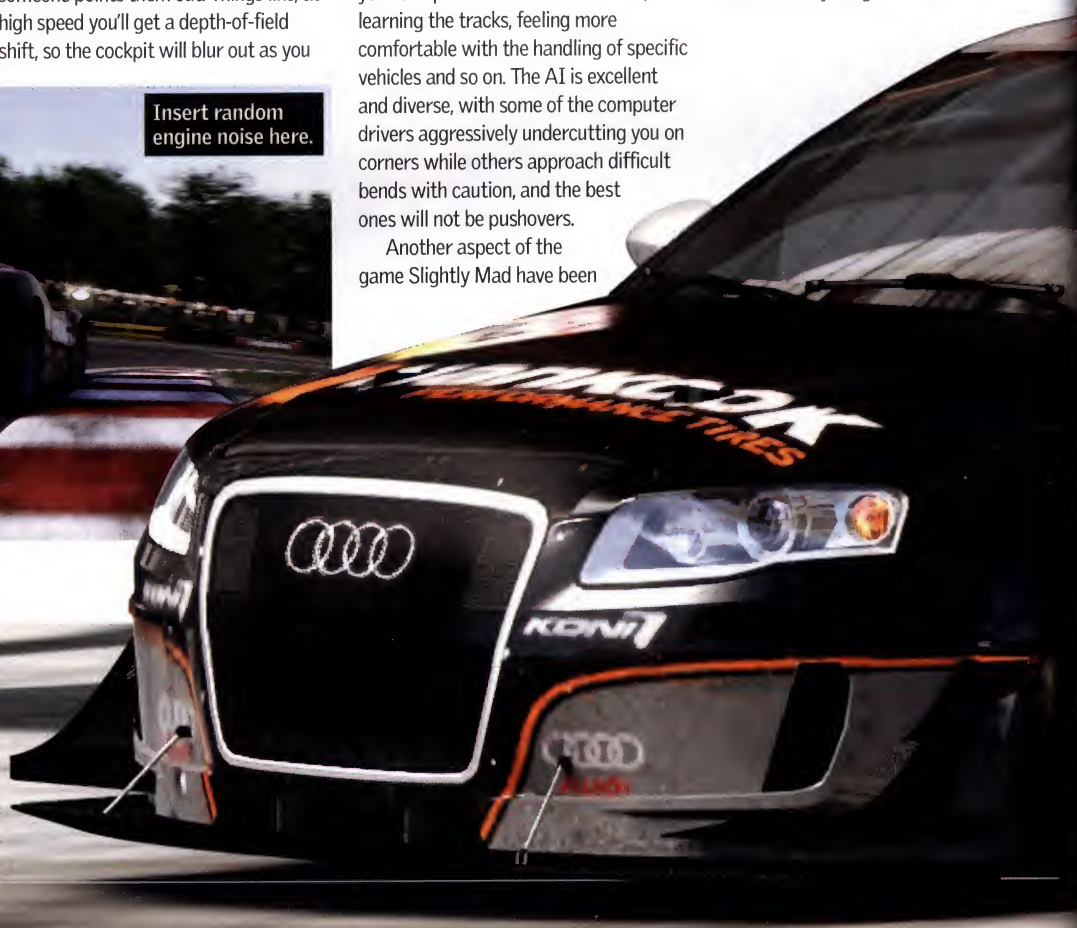 high speed you'll get a depth-of-field
shift, so the cockpit will blur out as you
Insert random
engine noise here.
learning the tracks, feeling more
comfortable with the handling of specific
vehicles and so on. The AI is excellent
and diverse, with some of the computer
drivers aggressively undercutting you on
corners while others approach difficult
bends with caution, and the best
ones will not be pushovers.
Another aspect of the
game Slightly Mad have been
PERFORMANCE TIRES
KONI
Audi